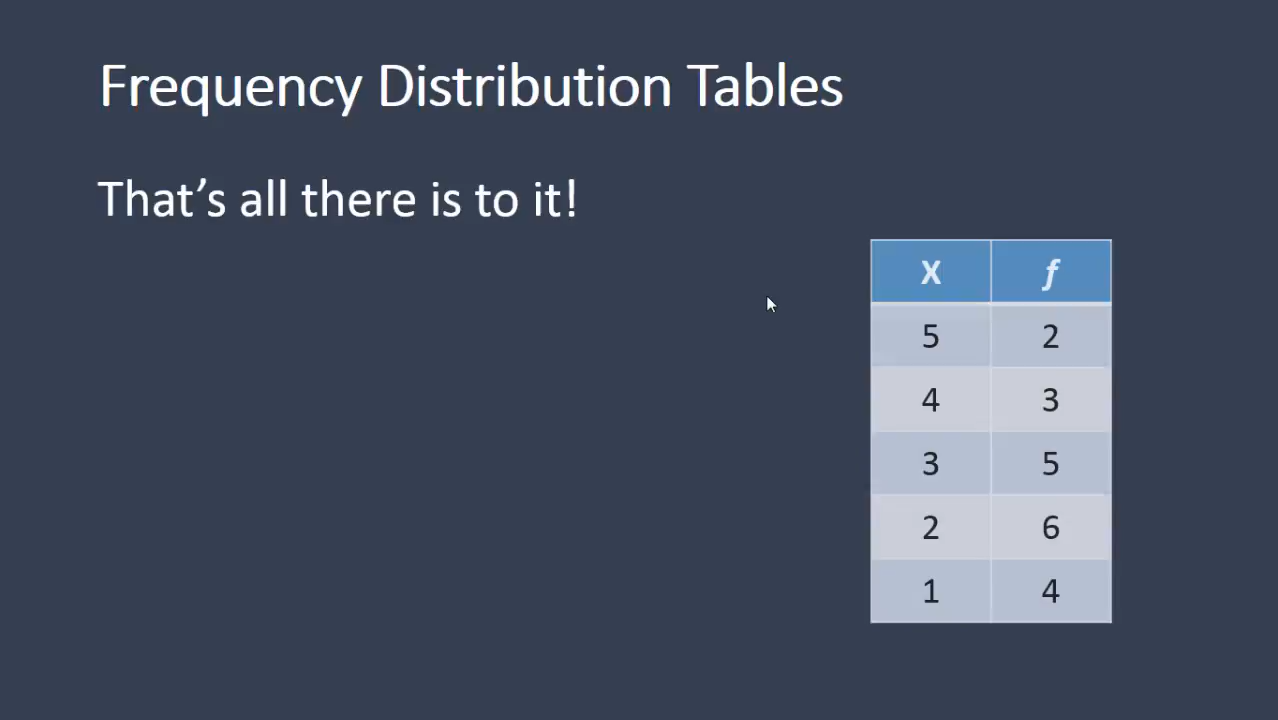 Frequency Distribution Tables
That’s all there is to it!
X f
5 2
4 3
3 5
2 6
1 4